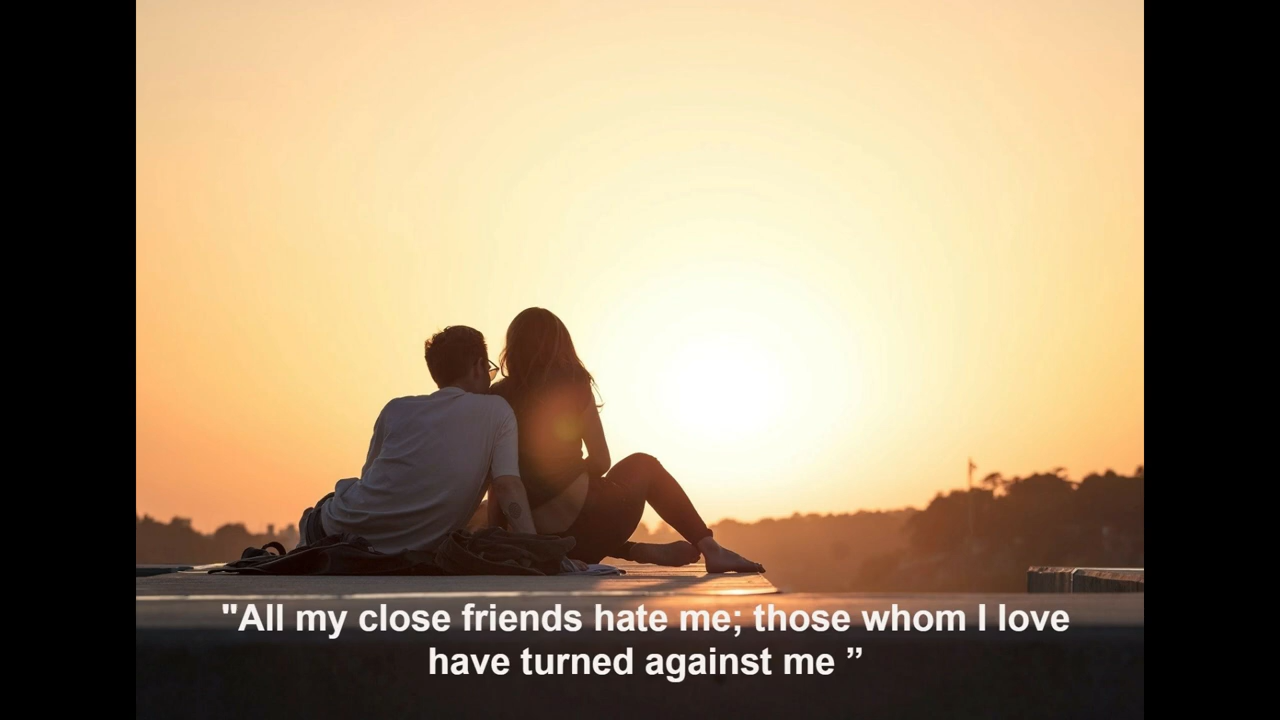 "All my close friends hate me; those whom I love
have turned against me ”